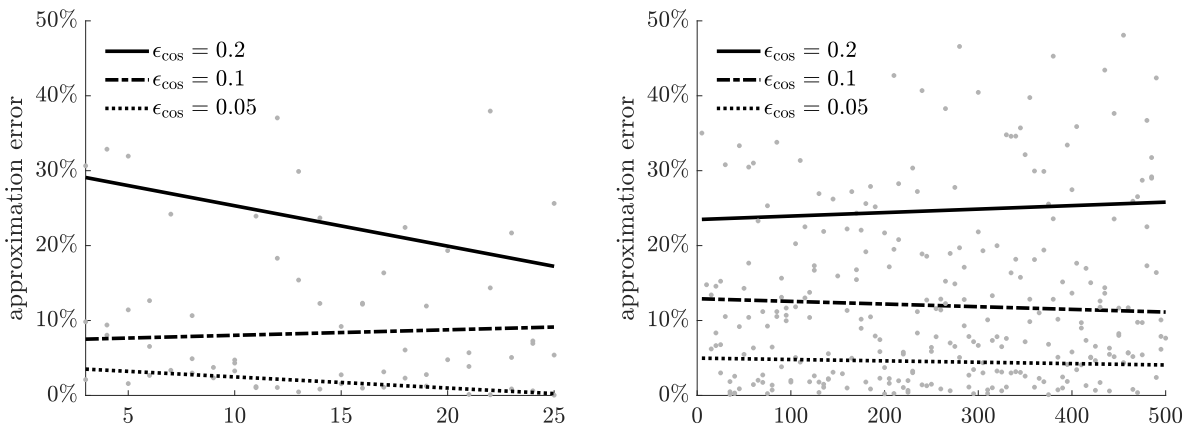 approximation error
50%
40%
30%
20%
10%
0%
ϵcos = 0.2
ϵcos = 0.1
ϵcos = 0.05
5 10 15 20 25
approximation error
50%
40%
30%
20%
10%
0%
ϵcos = 0.2
ϵcos = 0.1
ϵcos = 0.05
0 100 200 300 400 500